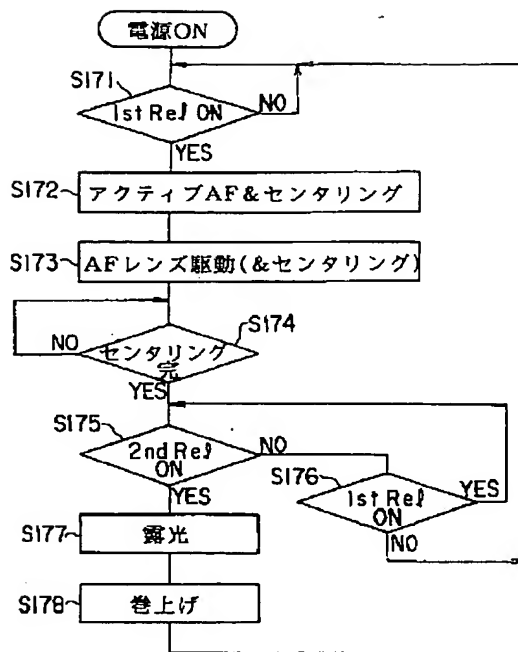 電源ON
S171
1st Rel ON
NO
YES
S172
アクティブAF&センタリング
S173
AFレンズ駆動(&センタリング)
S174
NO
センタリング
完
YES
S175
2nd Rel
ON
NO
YES
S176
1st Rel
ON
YES
NO
S177
露光
S178
巻上げ